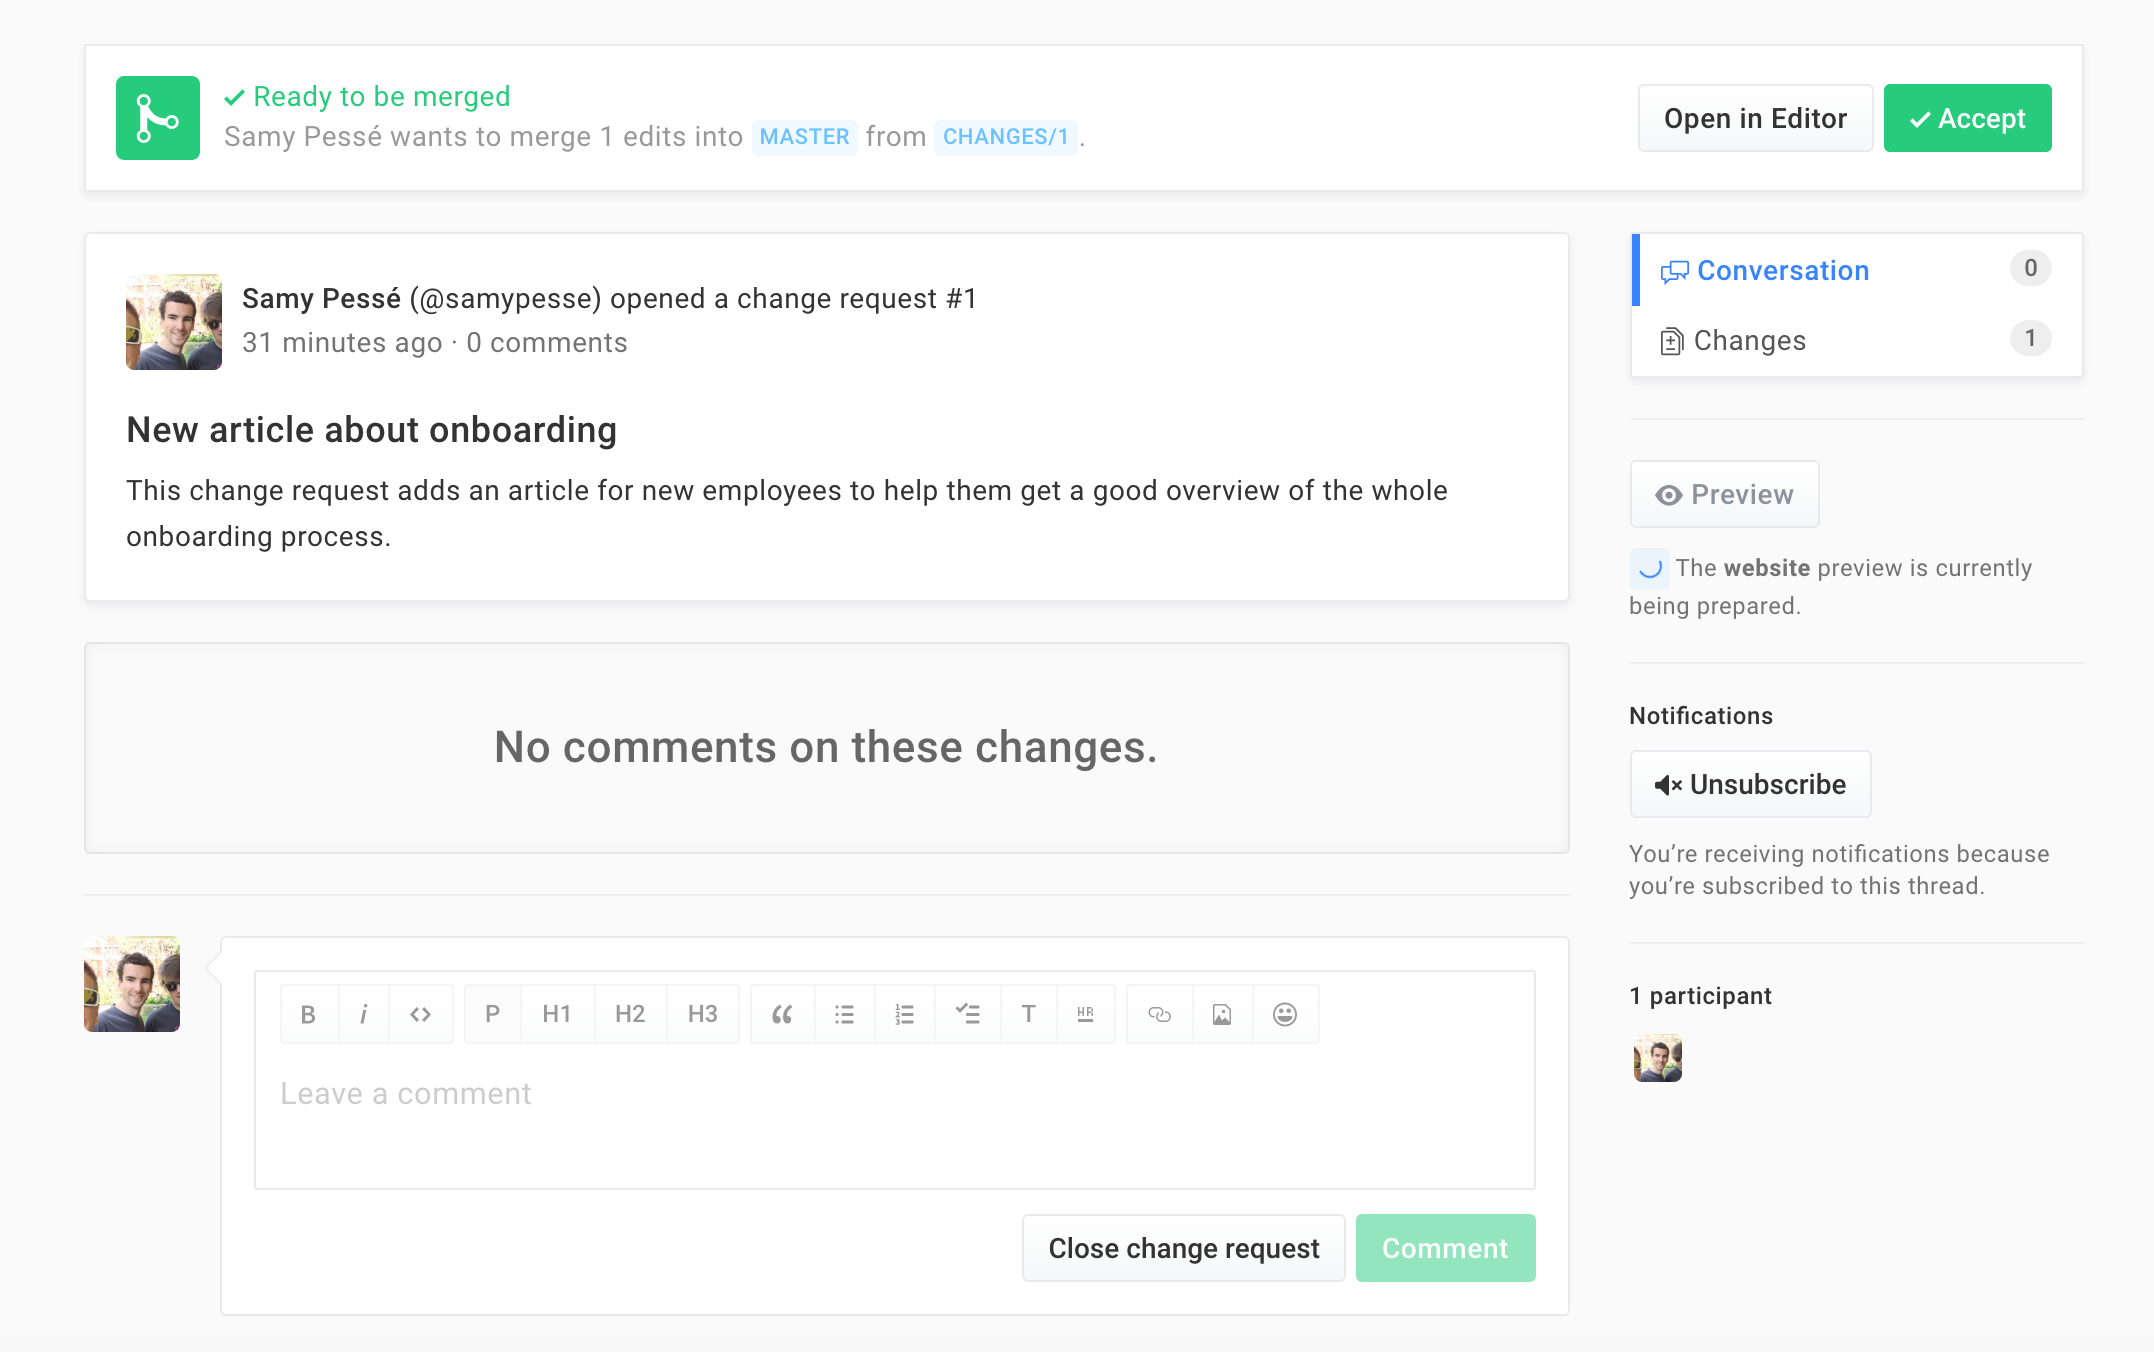 Ready to be merged
Samy Pessé wants to merge 1 edits into MASTER from CHANGES/1.
Open in Editor
Accept
Samy Pessé (@samypesse) opened a change request #1
31 minutes ago · 0 comments
New article about onboarding
This change request adds an article for new employees to help them get a good overview of the whole
onboarding process.
No comments on these changes.
B i <> P H1 H2 H3 T HR
Leave a comment
Close change request
Comment
Conversation 0
Changes 1
Preview
The website preview is currently
being prepared.
Notifications
Unsubscribe
You’re receiving notifications because
you’re subscribed to this thread.
1 participant